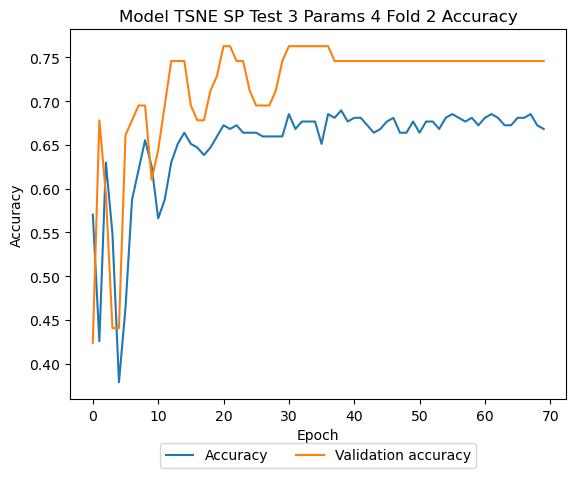 Model TSNE SP Test 3 Params 4 Fold 2 Accuracy
0.75
0.70
0.65
0.60
0.55
0.50
0.45
0.40
Accuracy
0 10 20 30 40 50 60 70
Epoch
Accuracy Validation accuracy